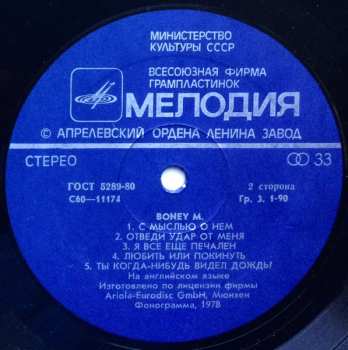 МИНИСТЕРСТВО
КУЛЬТУРЫ СССР
ВСЕСОЮЗНАЯ ФИРМА
ГРАМПЛАСТИНОК
МЕЛОДИЯ
© АПРЕЛЕВСКИЙ ОРДЕНА ЛЕНИНА ЗАВОД
СТЕРЕО 33
ГОСТ 5289-80 2 сторона
С60—11174 Гр. 3. 1-90
BONEY M.
1. С МЫСЛЬЮ О НЕМ
2. ОТВЕДИ УДАР ОТ МЕНЯ
3. Я ВСЕ ЕЩЕ ПЕЧАЛЕН
4. ЛЮБИТЬ ИЛИ ПОКИНУТЬ
5. ТЫ КОГДА-НИБУДЬ ВИДЕЛ ДОЖДЬ?
На английском языке
Изготовлено по лицензии фирмы
Ariola-Eurodisc GmbH, Мюнхен
Фонограмма, 1978